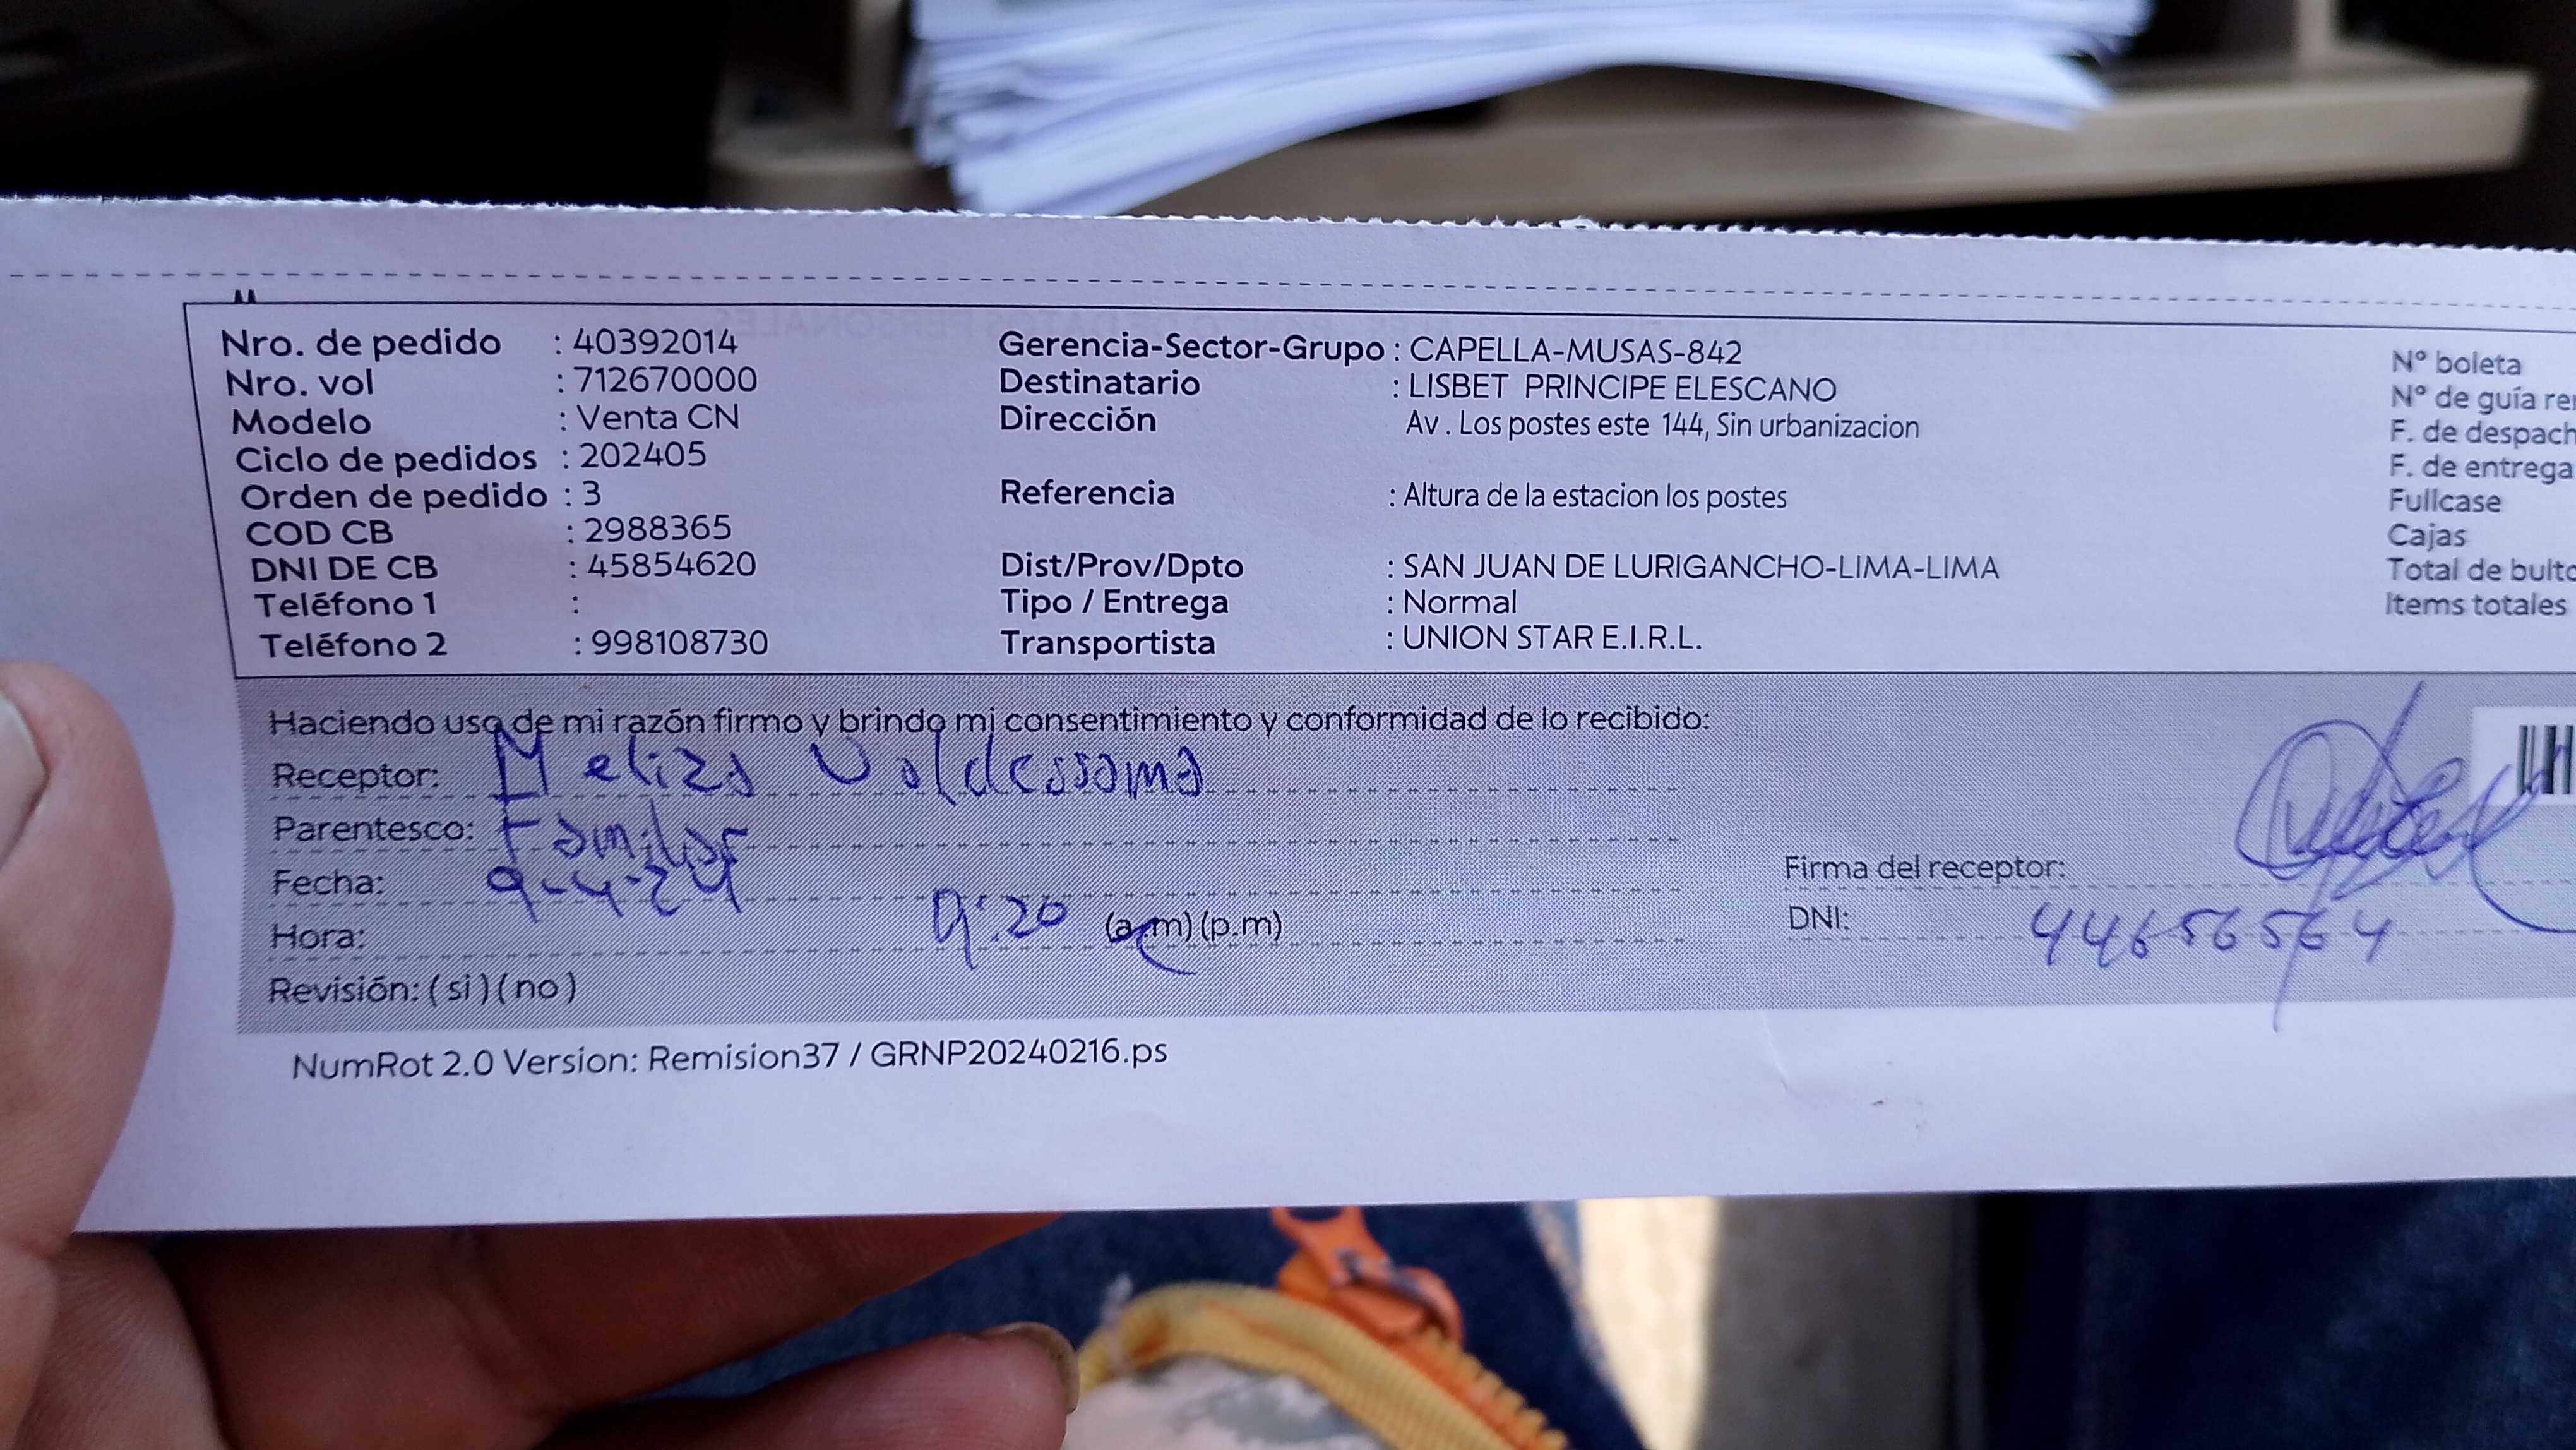 Nro. de pedido : 40392014
Nro. vol : 712670000
Modelo : Venta CN
Ciclo de pedidos : 202405
Orden de pedido : 3
COD CB : 2988365
DNI DE CB : 45854620
Teléfono 1 :
Teléfono 2 : 998108730
Gerencia-Sector-Grupo : CAPELLA-MUSAS-842
Destinatario : LISBET PRINCIPE ELESCANO
Dirección Av . Los postes este 144, Sin urbanizacion
Referencia : Altura de la estacion los postes
Dist/Prov/Dpto : SAN JUAN DE LURIGANCHO-LIMA-LIMA
Tipo / Entrega : Normal
Transportista : UNION STAR E.I.R.L.
Nº boleta
Nº de guía
F. de
F. de entrega
Fullcase
Cajas
Total de
Items totales
Haciendo uso de mi razón firmo y brindo mi consentimiento y conformidad de lo recibido:
Receptor: Meliza Valdessama
Parentesco: Familiar
Fecha: 9-4-24
Hora: 9:20 (a.m)(p.m)
Revisión: (si)(no)
Firma del receptor:
DNI: 44656564
NumRot 2.0 Version: Remision37 / GRNP20240216.ps